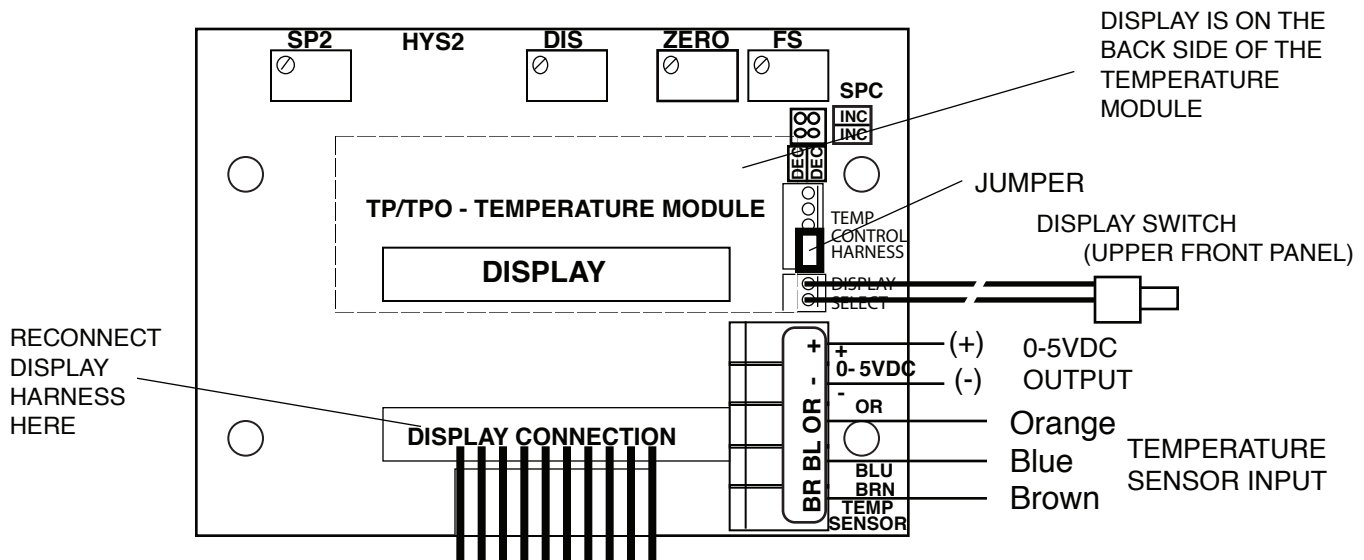 DISPLAY IS ON THE
BACK SIDE OF THE
TEMPERATURE
MODULE
SP2
HYS2
DIS
ZERO
FS
SPC
INC
INC
DEC
DEC
JUMPER
TP/TPO - TEMPERATURE MODULE
TEMP
CONTROL
HARNESS
DISPLAY SWITCH
(UPPER FRONT PANEL)
DISPLAY
DISPLAY
SELECT
RECONNECT
DISPLAY
HARNESS
HERE
+
+
(+)
0-5VDC
0- 5VDC
-
-
(-)
OUTPUT
OR
OR
Orange
DISPLAY CONNECTION
BL
BLU
Blue
TEMPERATURE
SENSOR INPUT
BR
BRN
Brown
TEMP
SENSOR